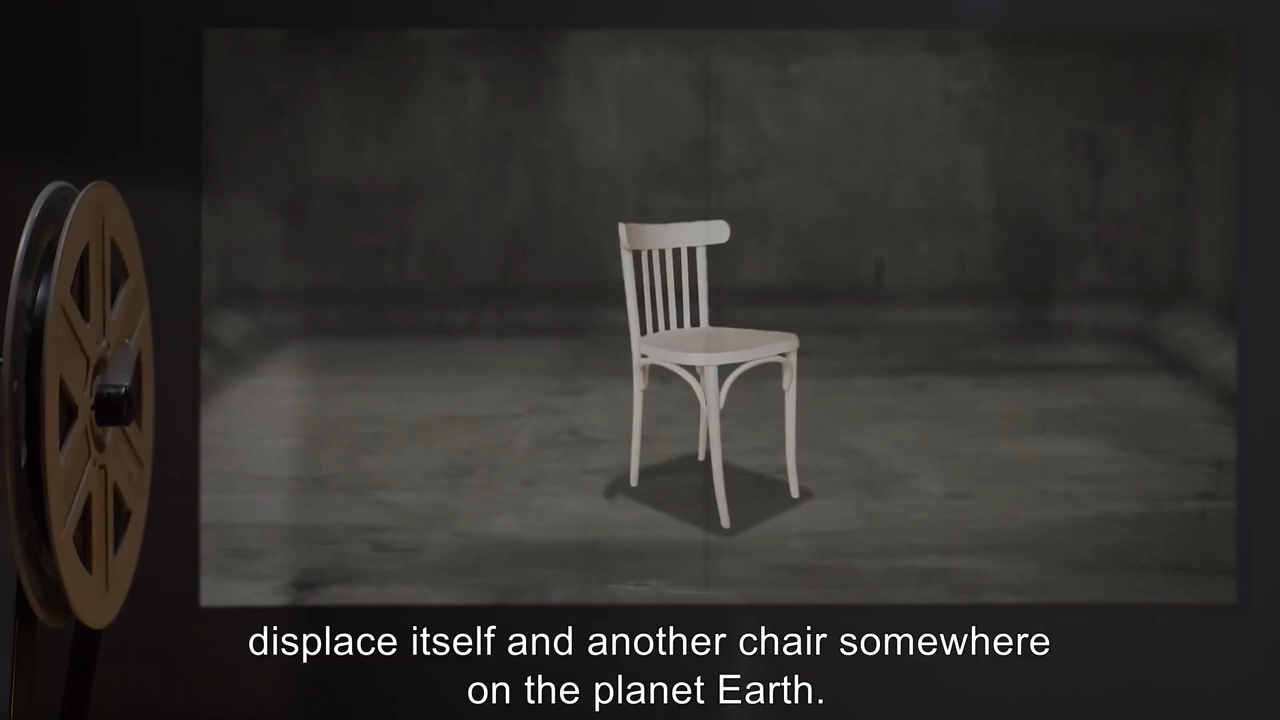 displace itself and another chair somewhere
on the planet Earth.